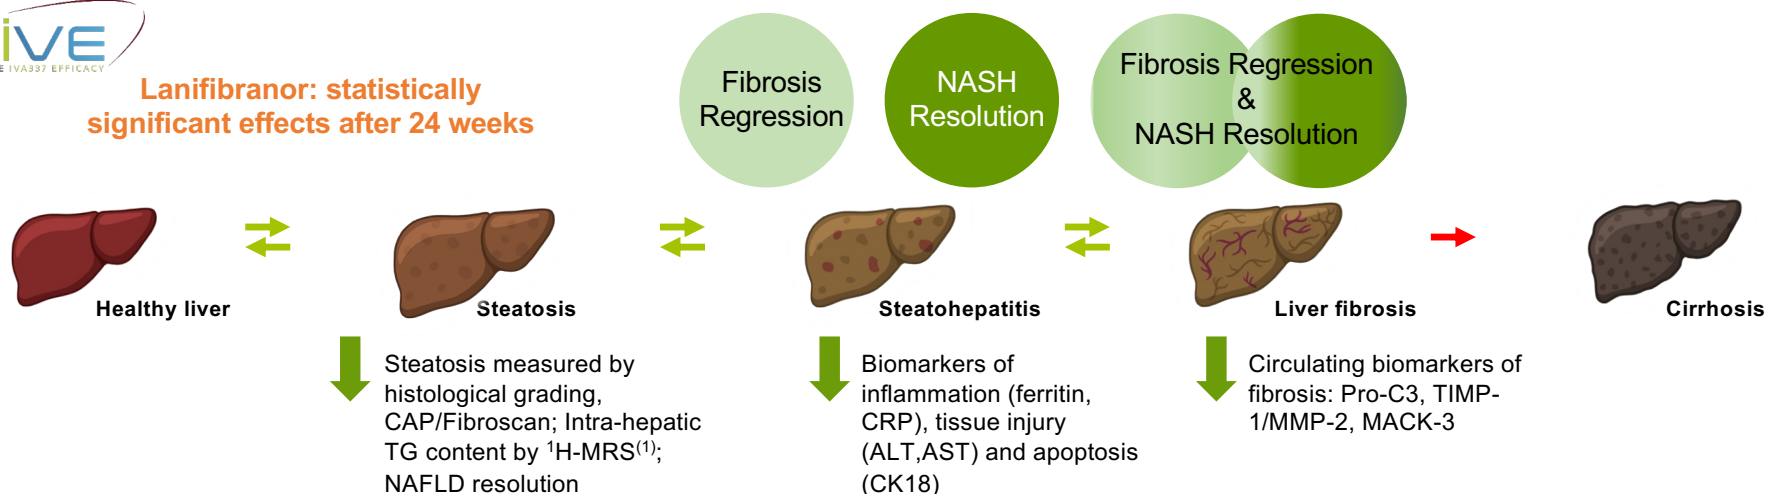 iVE
E IVA337 EFFICACY
Lanifibranor: statistically
significant effects after 24 weeks
Fibrosis
Regression
NASH
Resolution
Fibrosis Regression
&
NASH Resolution
Healthy liver
Steatosis
Steatohepatitis
Liver fibrosis
Cirrhosis
Steatosis measured by
histological grading,
CAP/Fibroscan; Intra-hepatic
TG content by ¹H-MRS⁽¹⁾;
NAFLD resolution
Biomarkers of
inflammation (ferritin,
CRP), tissue injury
(ALT,AST) and apoptosis
(CK18)
Circulating biomarkers of
fibrosis: Pro-C3, TIMP-
1/MMP-2, MACK-3